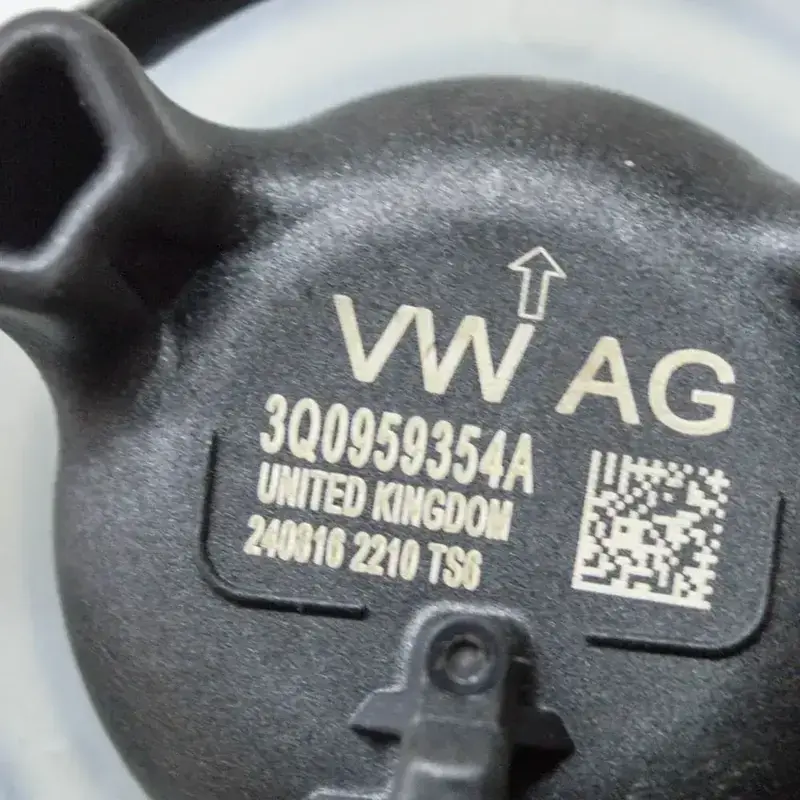 VW AG
3Q0959354A
UNITED KINGDOM
240816 2210 TS6